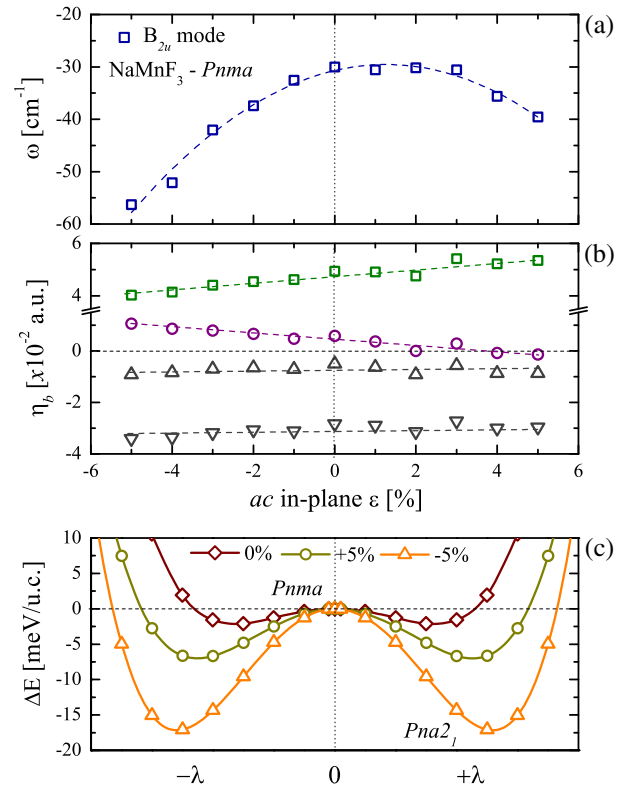 (a)
B2u mode
NaMnF3 - Pnma
ω [cm-1]
-20
-30
-40
-50
-60
(b)
ηb [x10-2 a.u.]
6
4
0
-2
-4
-6 -4 -2 0 2 4 6
ac in-plane ε [%]
(c)
0% +5% -5%
Pnma
Pna21
ΔE [meV/u.c.]
10
5
0
-5
-10
-15
-20
−λ 0 +λ